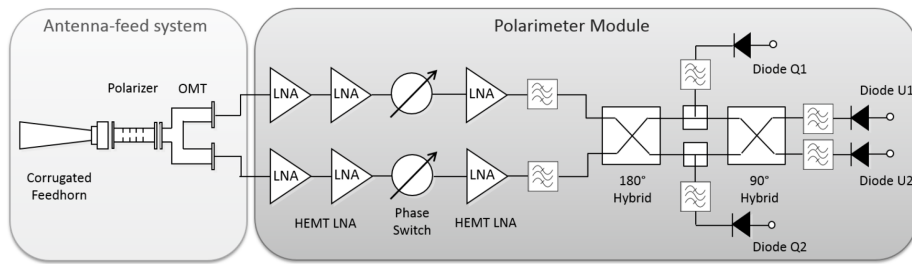 Antenna-feed system
Polarimeter Module
Polarizer
OMT
Corrugated
Feedhorn
LNA
LNA
LNA
LNA
LNA
LNA
HEMT LNA
Phase
Switch
HEMT LNA
180°
Hybrid
90°
Hybrid
Diode Q1
Diode U1
Diode U2
Diode Q2